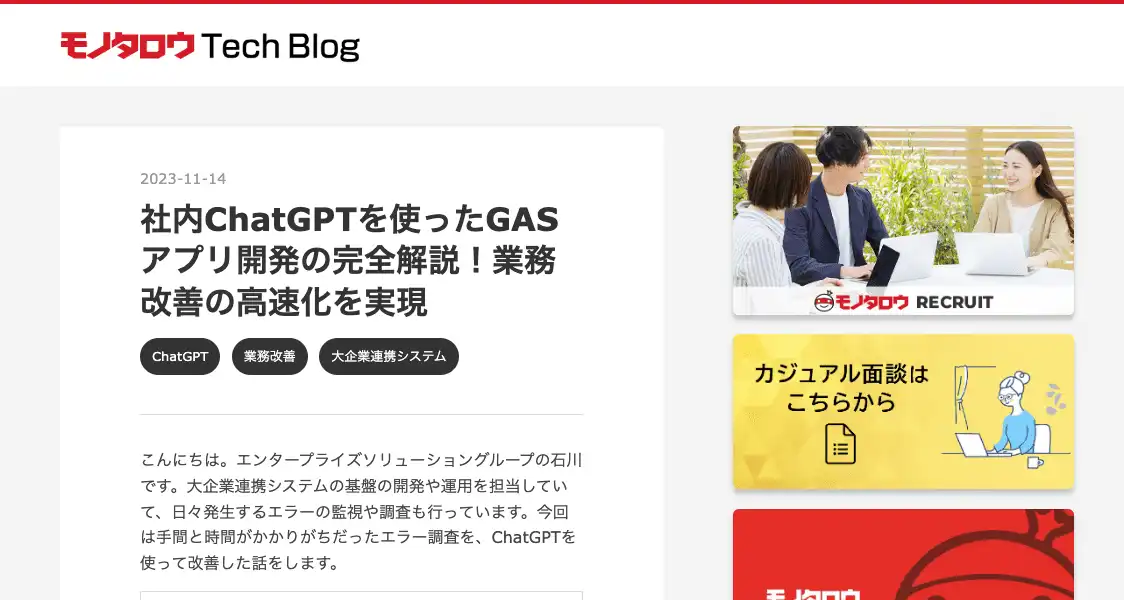 モノタロウ Tech Blog
2023-11-14
社内ChatGPTを使ったGAS
アプリ開発の完全解説！業務
改善の高速化を実現
ChatGPT
業務改善
大企業連携システム
こんにちは。エンタープライズソリューショングループの石川
です。大企業連携システムの基盤の開発や運用を担当してい
て、日々発生するエラーの監視や調査も行っています。今回
は手間と時間がかかりがちだったエラー調査を、ChatGPTを
使って改善した話をします。
モノタロウ RECRUIT
カジュアル面談は
こちらから
モノタロウ